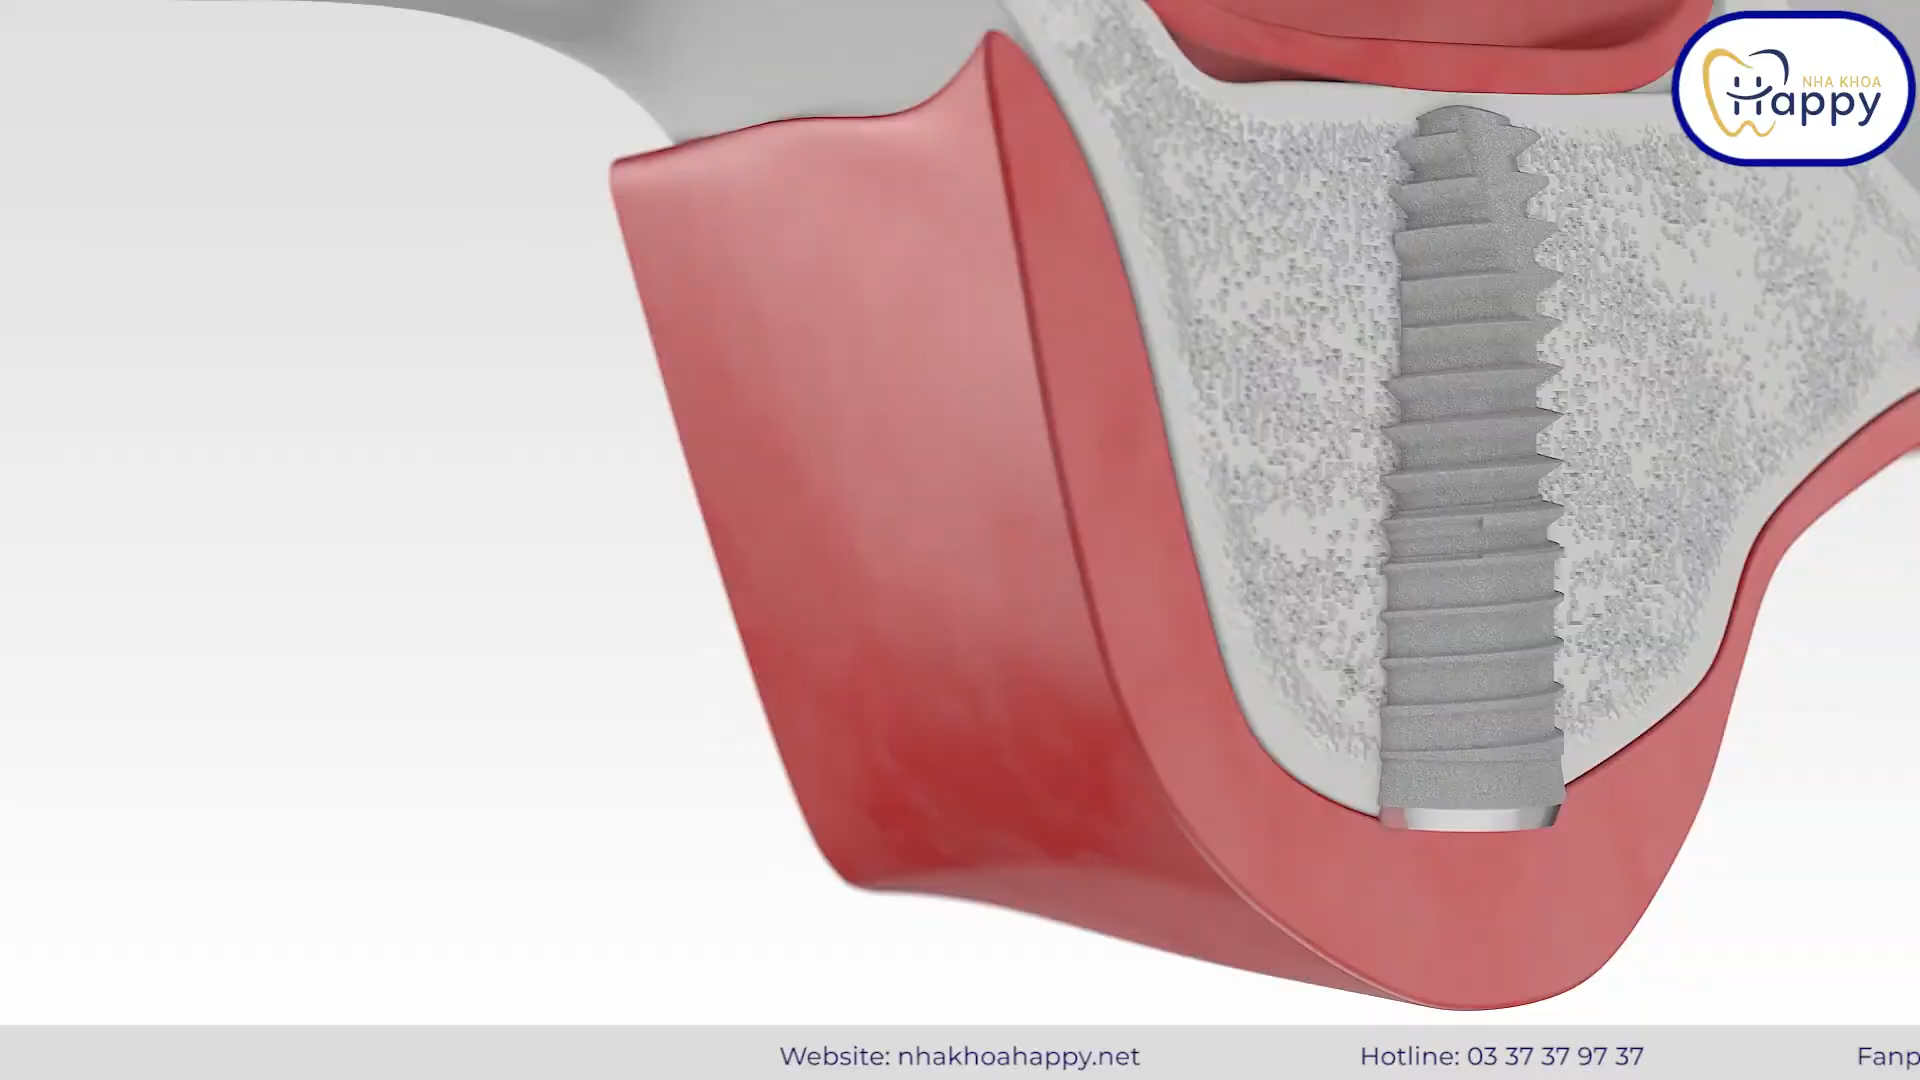 NHA KHOA
Happy
Website: nhakhoahappy.net
Hotline: 03 37 37 97 37
Fanp